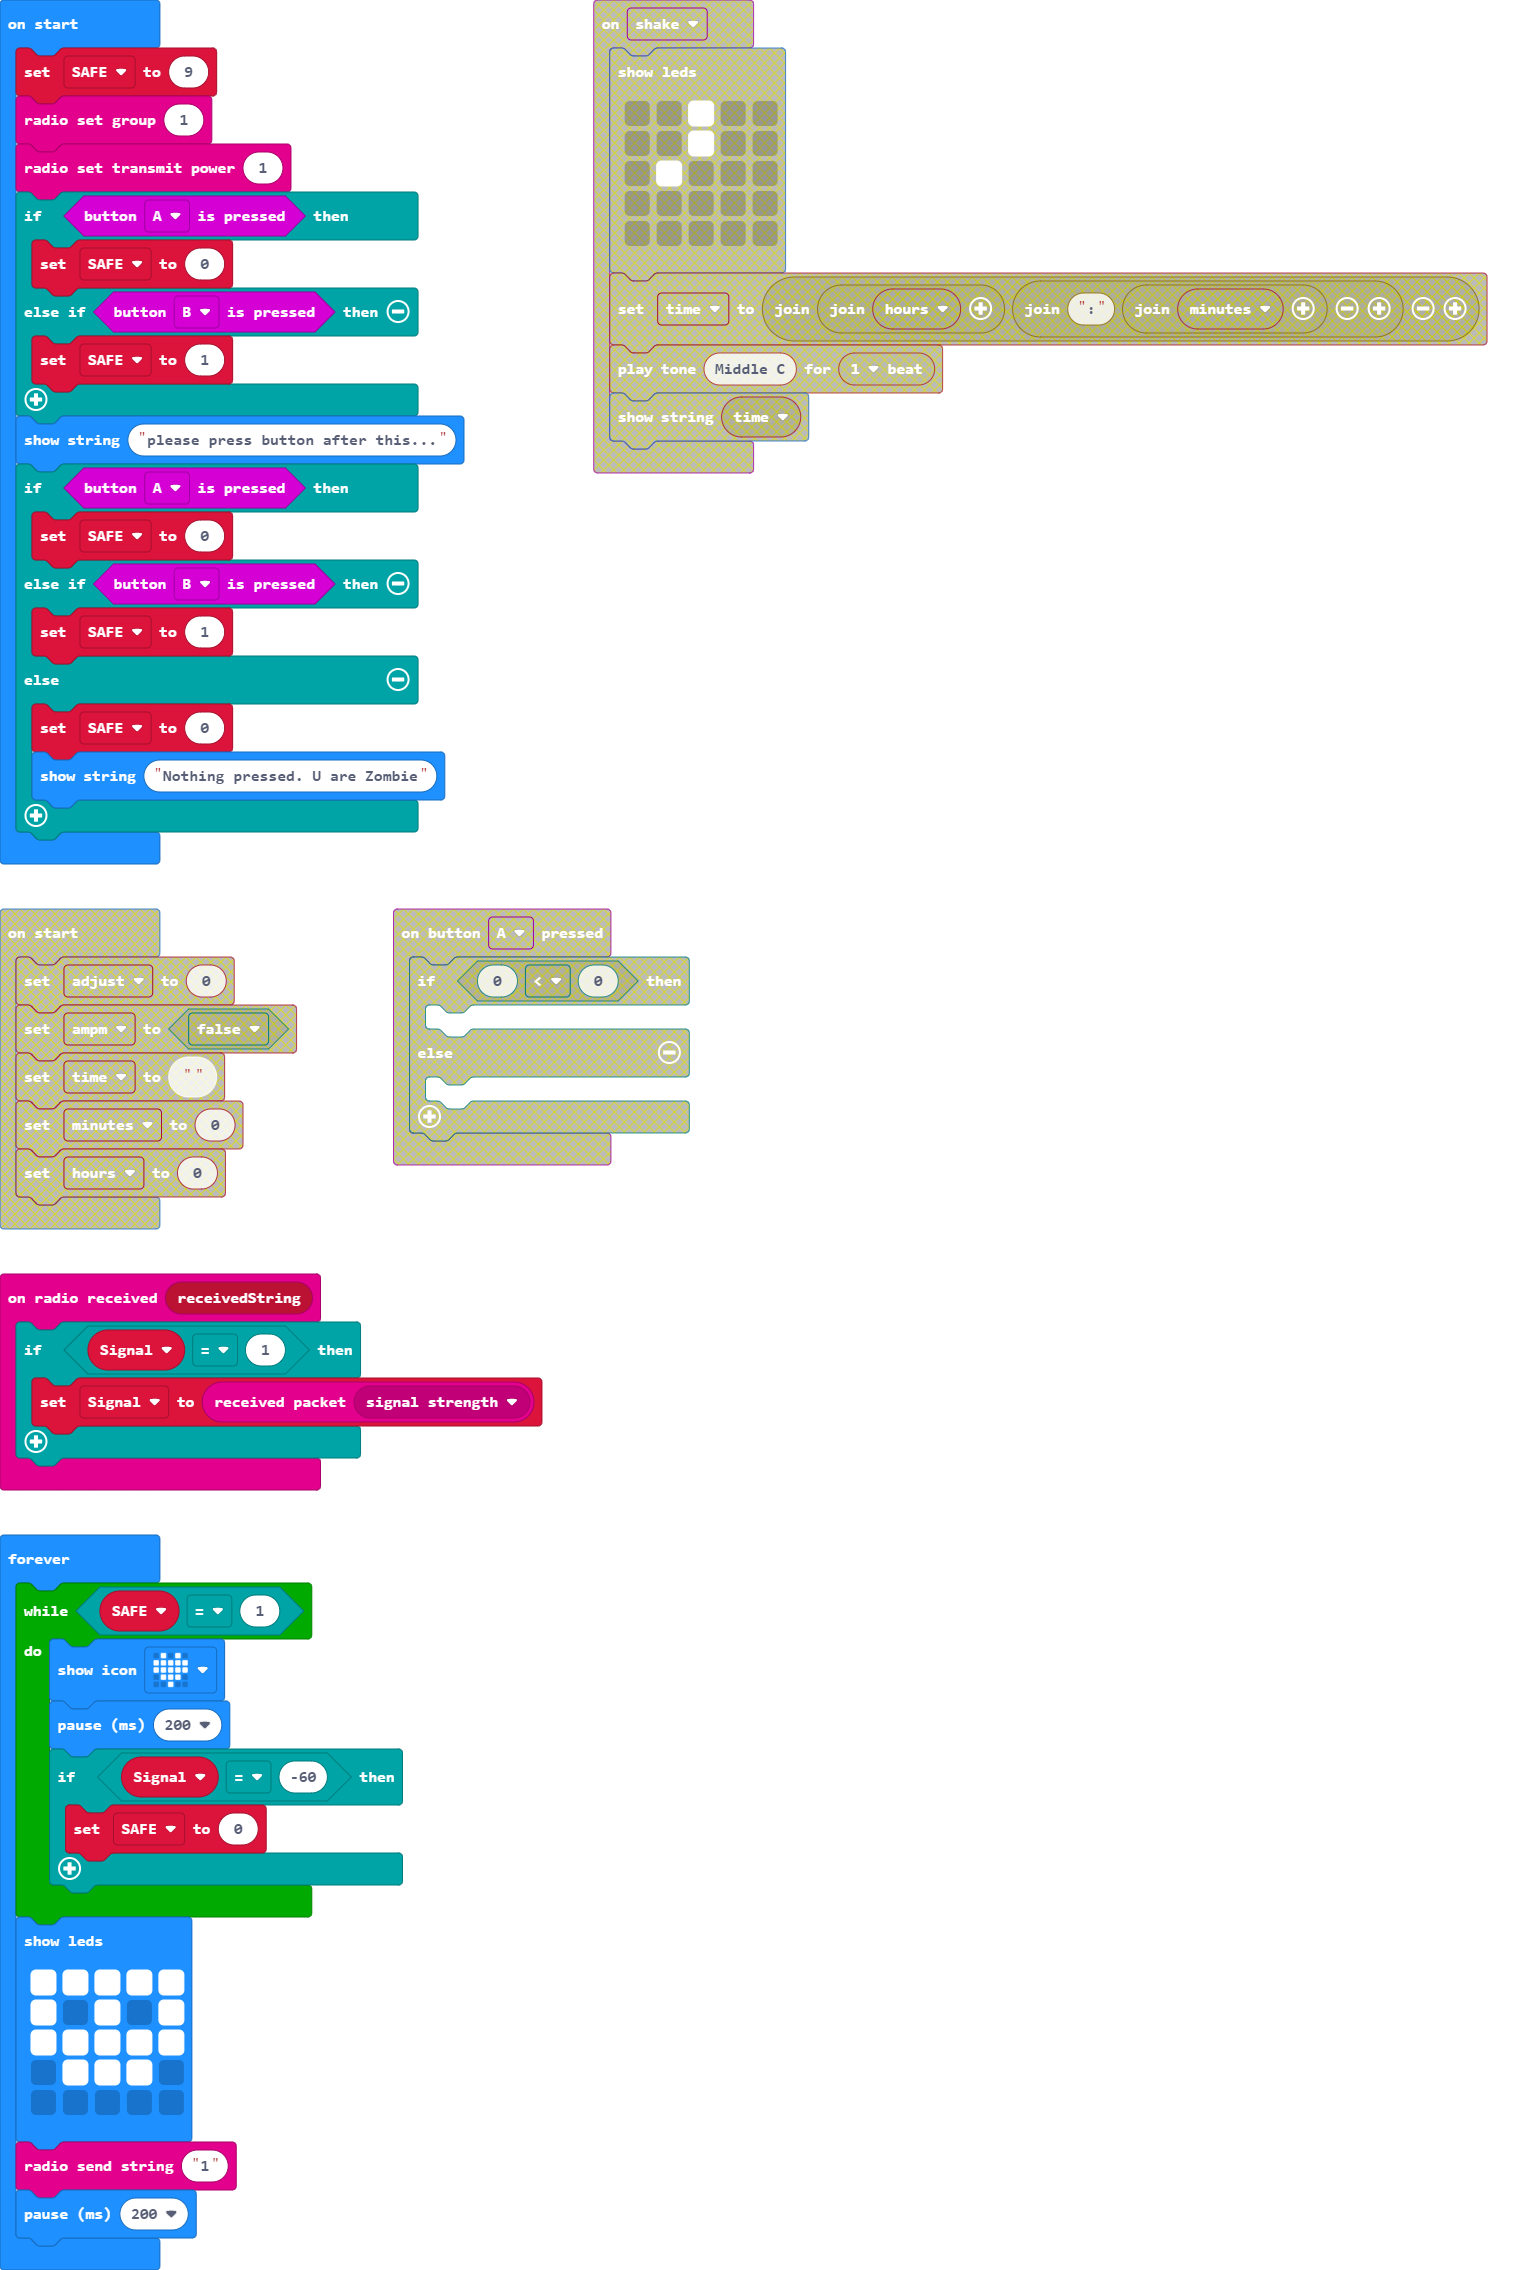 on start
set SAFE to 9
radio set group 1
radio set transmit power 1
if button A is pressed then
set SAFE to 0
else if button B is pressed then
set SAFE to 1
show string "please press button after this..."
if button A is pressed then
set SAFE to 0
else if button B is pressed then
set SAFE to 1
else
set SAFE to 0
show string "Nothing pressed. U are Zombie"
on shake
show leds
set time to join join hours join ":" join minutes
play tone Middle C for 1 beat
show string time
on start
set adjust to 0
set ampm to false
set time to " "
set minutes to 0
set hours to 0
on button A pressed
if 0 < 0 then
else
on radio received receivedString
if Signal = 1 then
set Signal to received packet signal strength
forever
while SAFE = 1
do
show icon
pause (ms) 200
if Signal = -60 then
set SAFE to 0
show leds
radio send string "1"
pause (ms) 200